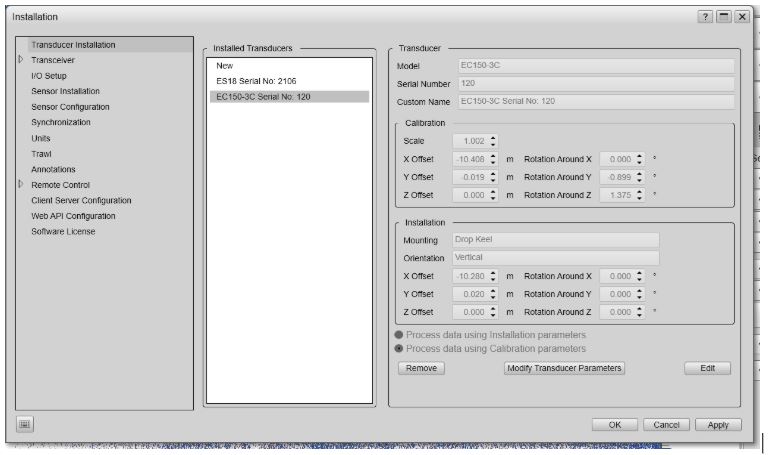 Installation
?
Transducer Installation
Transceiver
I/O Setup
Sensor Installation
Sensor Configuration
Synchronization
Units
Trawl
Annotations
Remote Control
Client Server Configuration
Web API Configuration
Software License
Installed Transducers
New
ES18 Serial No: 2106
EC150-3C Serial No: 120
Transducer
Model EC150-3C
Serial Number 120
Custom Name EC150-3C Serial No: 120
Calibration
Scale 1.002
X Offset -10.408 m Rotation Around X 0.000 °
Y Offset -0.019 m Rotation Around Y -0.899 °
Z Offset 0.000 m Rotation Around Z 1.375 °
Installation
Mounting Drop Keel
Orientation Vertical
X Offset -10.280 m Rotation Around X 0.000 °
Y Offset 0.020 m Rotation Around Y 0.000 °
Z Offset 0.000 m Rotation Around Z 0.000 °
Process data using Installation parameters
Process data using Calibration parameters
Remove Modify Transducer Parameters Edit
OK Cancel Apply